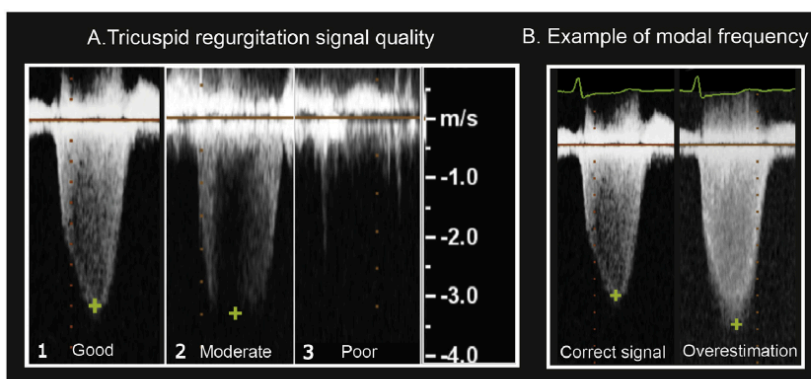 A.Tricuspid regurgitation signal quality
B. Example of modal frequency
m/s
-1.0
-2.0
-3.0
-4.0
1 Good
2 Moderate
3 Poor
Correct signal
Overestimation